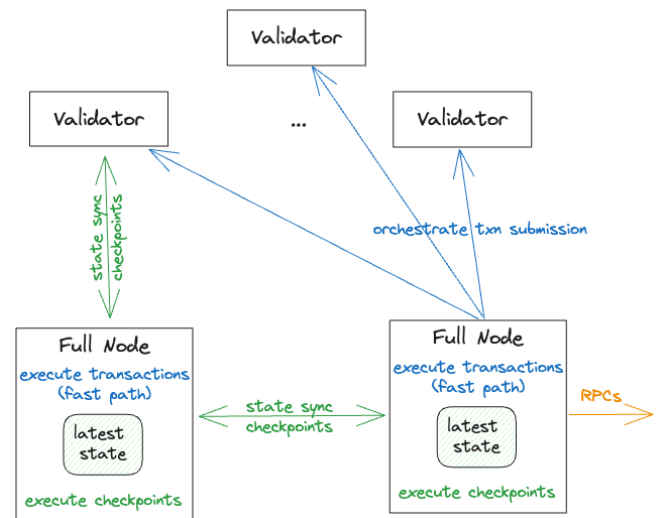 Validator
Validator
...
Validator
state sync
checkpoints
orchestrate txn submission
Full Node
execute transactions
(fast path)
latest
state
execute checkpoints
state sync
checkpoints
Full Node
execute transactions
(fast path)
latest
state
execute checkpoints
RPCs